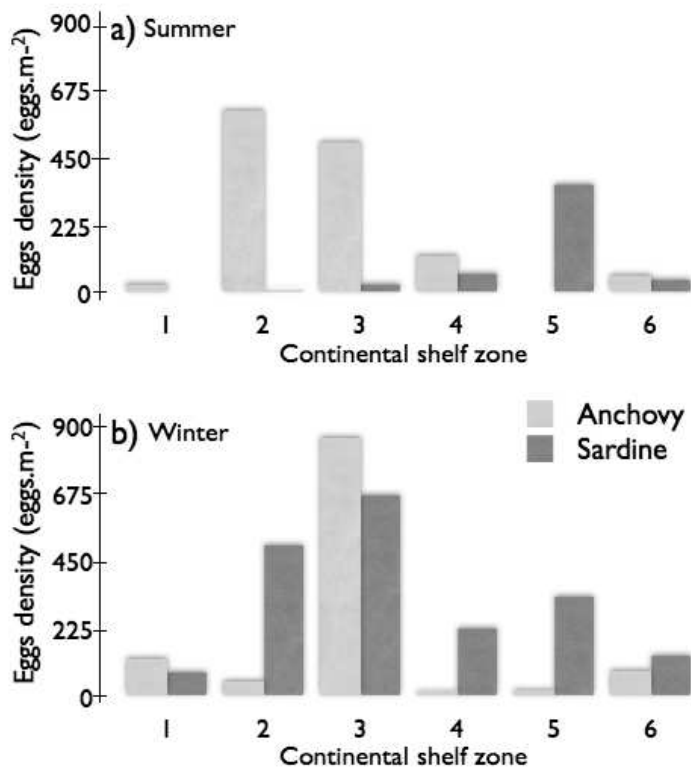 a) Summer
Eggs density (eggs.m-2)
900
675
450
225
0
1 2 3 4 5 6
Continental shelf zone
b) Winter
Anchovy
Sardine
Eggs density (eggs.m-2)
900
675
450
225
0
1 2 3 4 5 6
Continental shelf zone